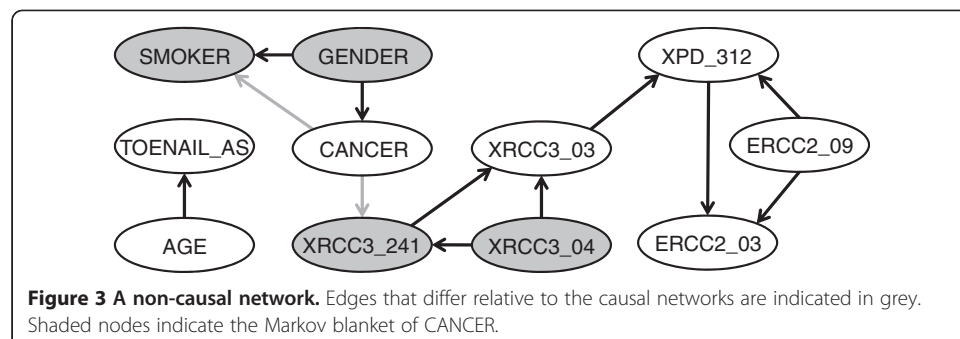 SMOKER
GENDER
XPD_312
TOENAIL_AS
CANCER
XRCC3_03
ERCC2_09
AGE
XRCC3_241
XRCC3_04
ERCC2_03
Figure 3 A non-causal network. Edges that differ relative to the causal networks are indicated in grey.
Shaded nodes indicate the Markov blanket of CANCER.